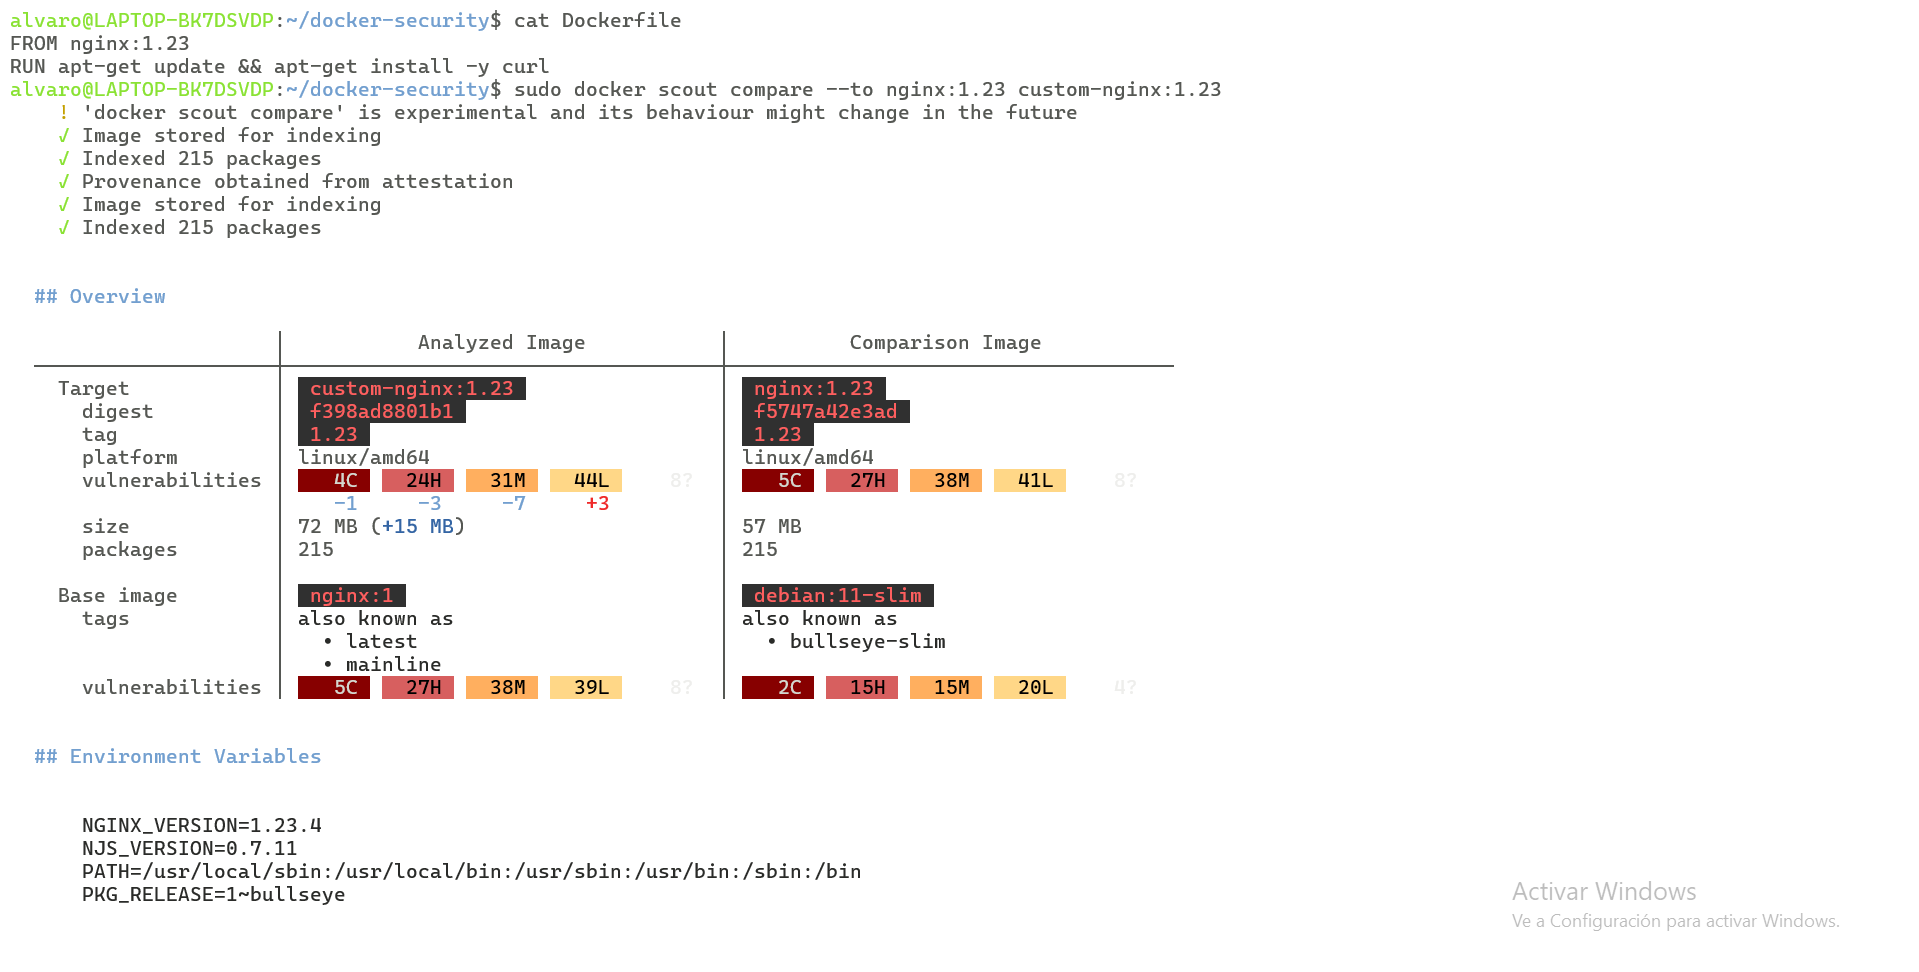 alvaro@LAPTOP-BK7DSVDP:~/docker-security$ cat Dockerfile
FROM nginx:1.23
RUN apt-get update && apt-get install -y curl
alvaro@LAPTOP-BK7DSVDP:~/docker-security$ sudo docker scout compare --to nginx:1.23 custom-nginx:1.23
! 'docker scout compare' is experimental and its behaviour might change in the future
✓ Image stored for indexing
✓ Indexed 215 packages
✓ Provenance obtained from attestation
✓ Image stored for indexing
✓ Indexed 215 packages
## Overview
Analyzed Image Comparison Image
Target custom-nginx:1.23 nginx:1.23
digest f398ad8801b1 f5747a42e3ad
tag 1.23 1.23
platform linux/amd64 linux/amd64
vulnerabilities 4C 24H 31M 44L 8? 5C 27H 38M 41L 8?
-1 -3 -7 +3
size 72 MB (+15 MB) 57 MB
packages 215 215
Base image nginx:1 debian:11-slim
tags also known as also known as
• latest • bullseye-slim
• mainline
vulnerabilities 5C 27H 38M 39L 8? 2C 15H 15M 20L 4?
## Environment Variables
NGINX_VERSION=1.23.4
NJS_VERSION=0.7.11
PATH=/usr/local/sbin:/usr/local/bin:/usr/sbin:/usr/bin:/sbin:/bin
PKG_RELEASE=1~bullseye
Activar Windows
Ve a Configuración para activar Windows.